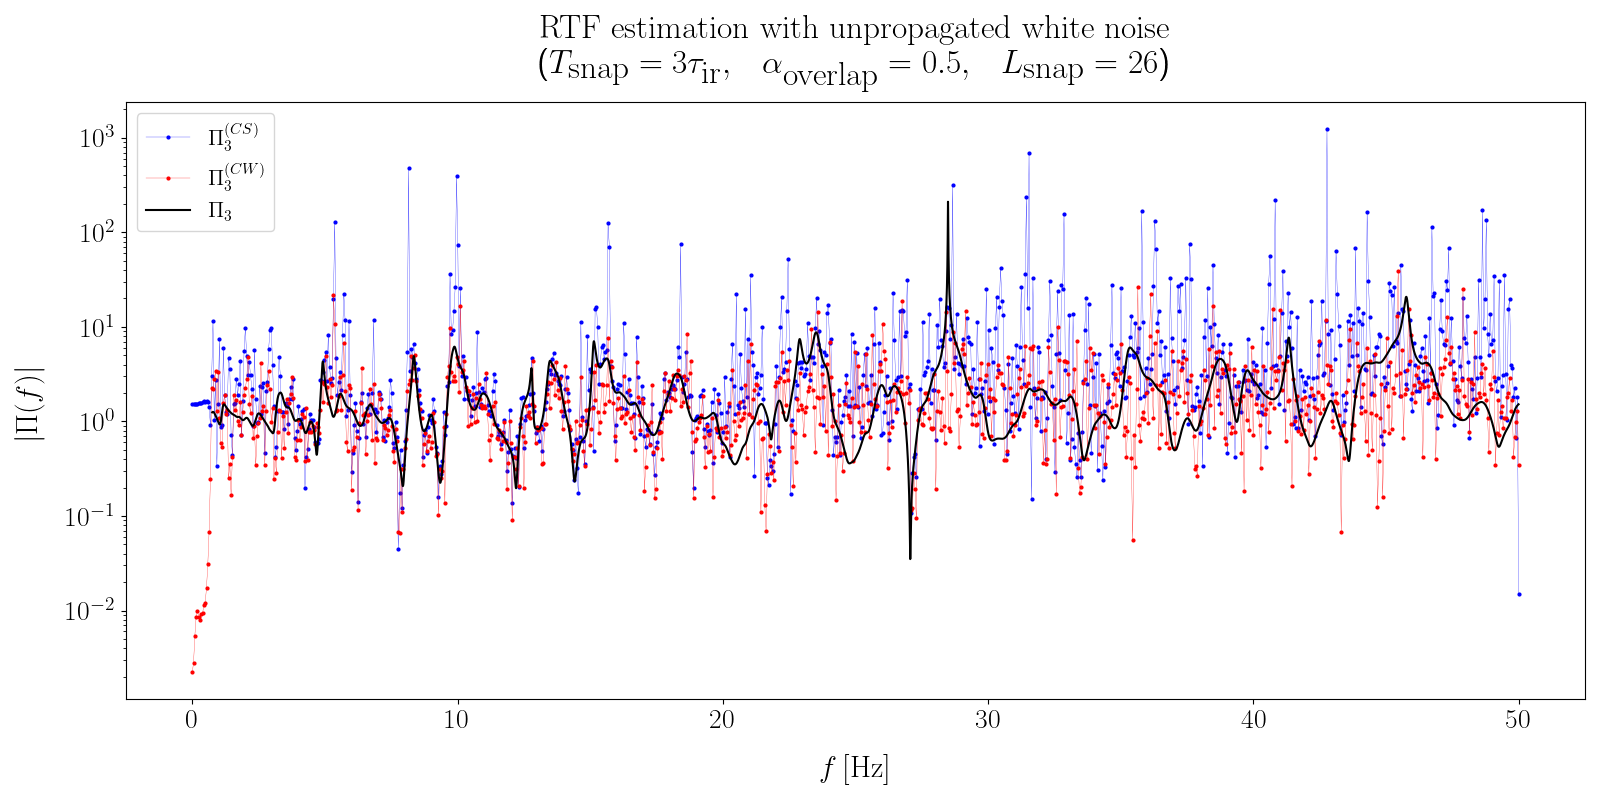 RTF estimation with unpropagated white noise
(T_snap = 3τ_ir, α_overlap = 0.5, L_snap = 26)
Π_3^(CS)
Π_3^(CW)
Π_3
|Π(f)|
10^3
10^2
10^1
10^0
10^−1
10^−2
0 10 20 30 40 50
f [Hz]